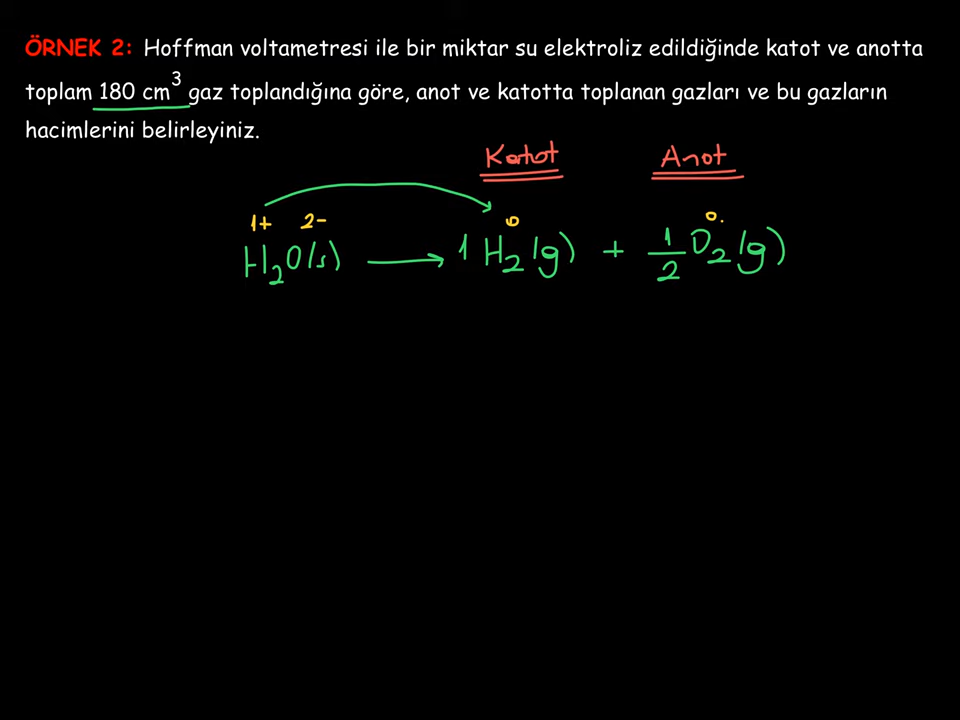 ÖRNEK 2: Hoffman voltametresi ile bir miktar su elektroliz edildiğinde katot ve anotta
toplam 180 cm³ gaz toplandığına göre, anot ve katotta toplanan gazları ve bu gazların
hacimlerini belirleyiniz.
Katot Anot
1+ 2- 0 0
H₂O(s) → 1 H₂(g) + 1/2 O₂(g)